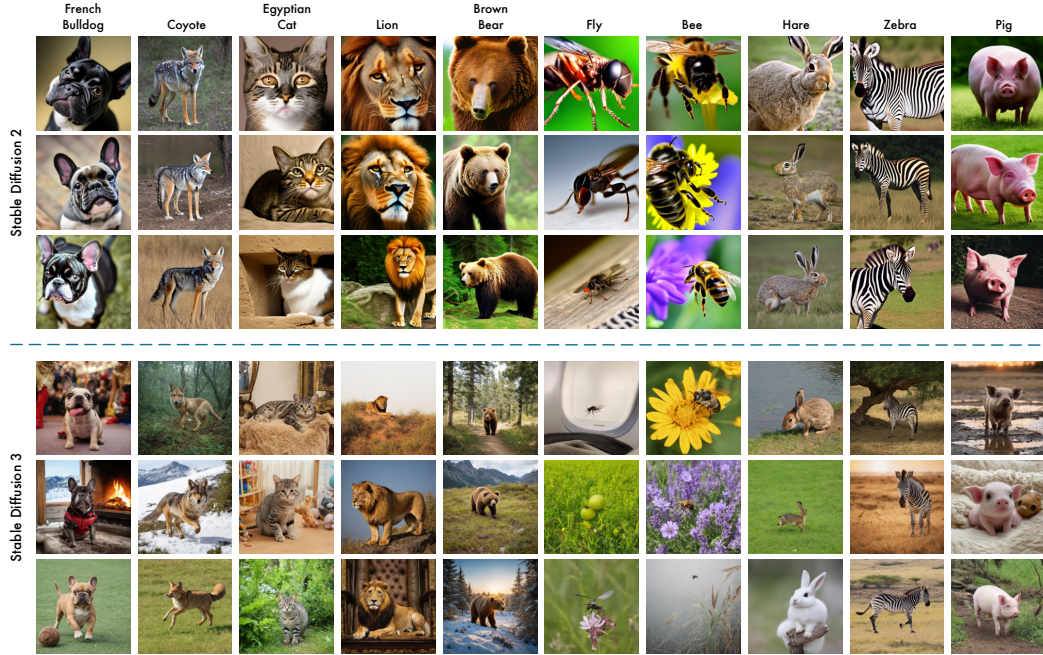 French
Bulldog
Coyote
Egyptian
Cat
Lion
Brown
Bear
Fly
Bee
Hare
Zebra
Pig
Stable Diffusion 2
Stable Diffusion 3